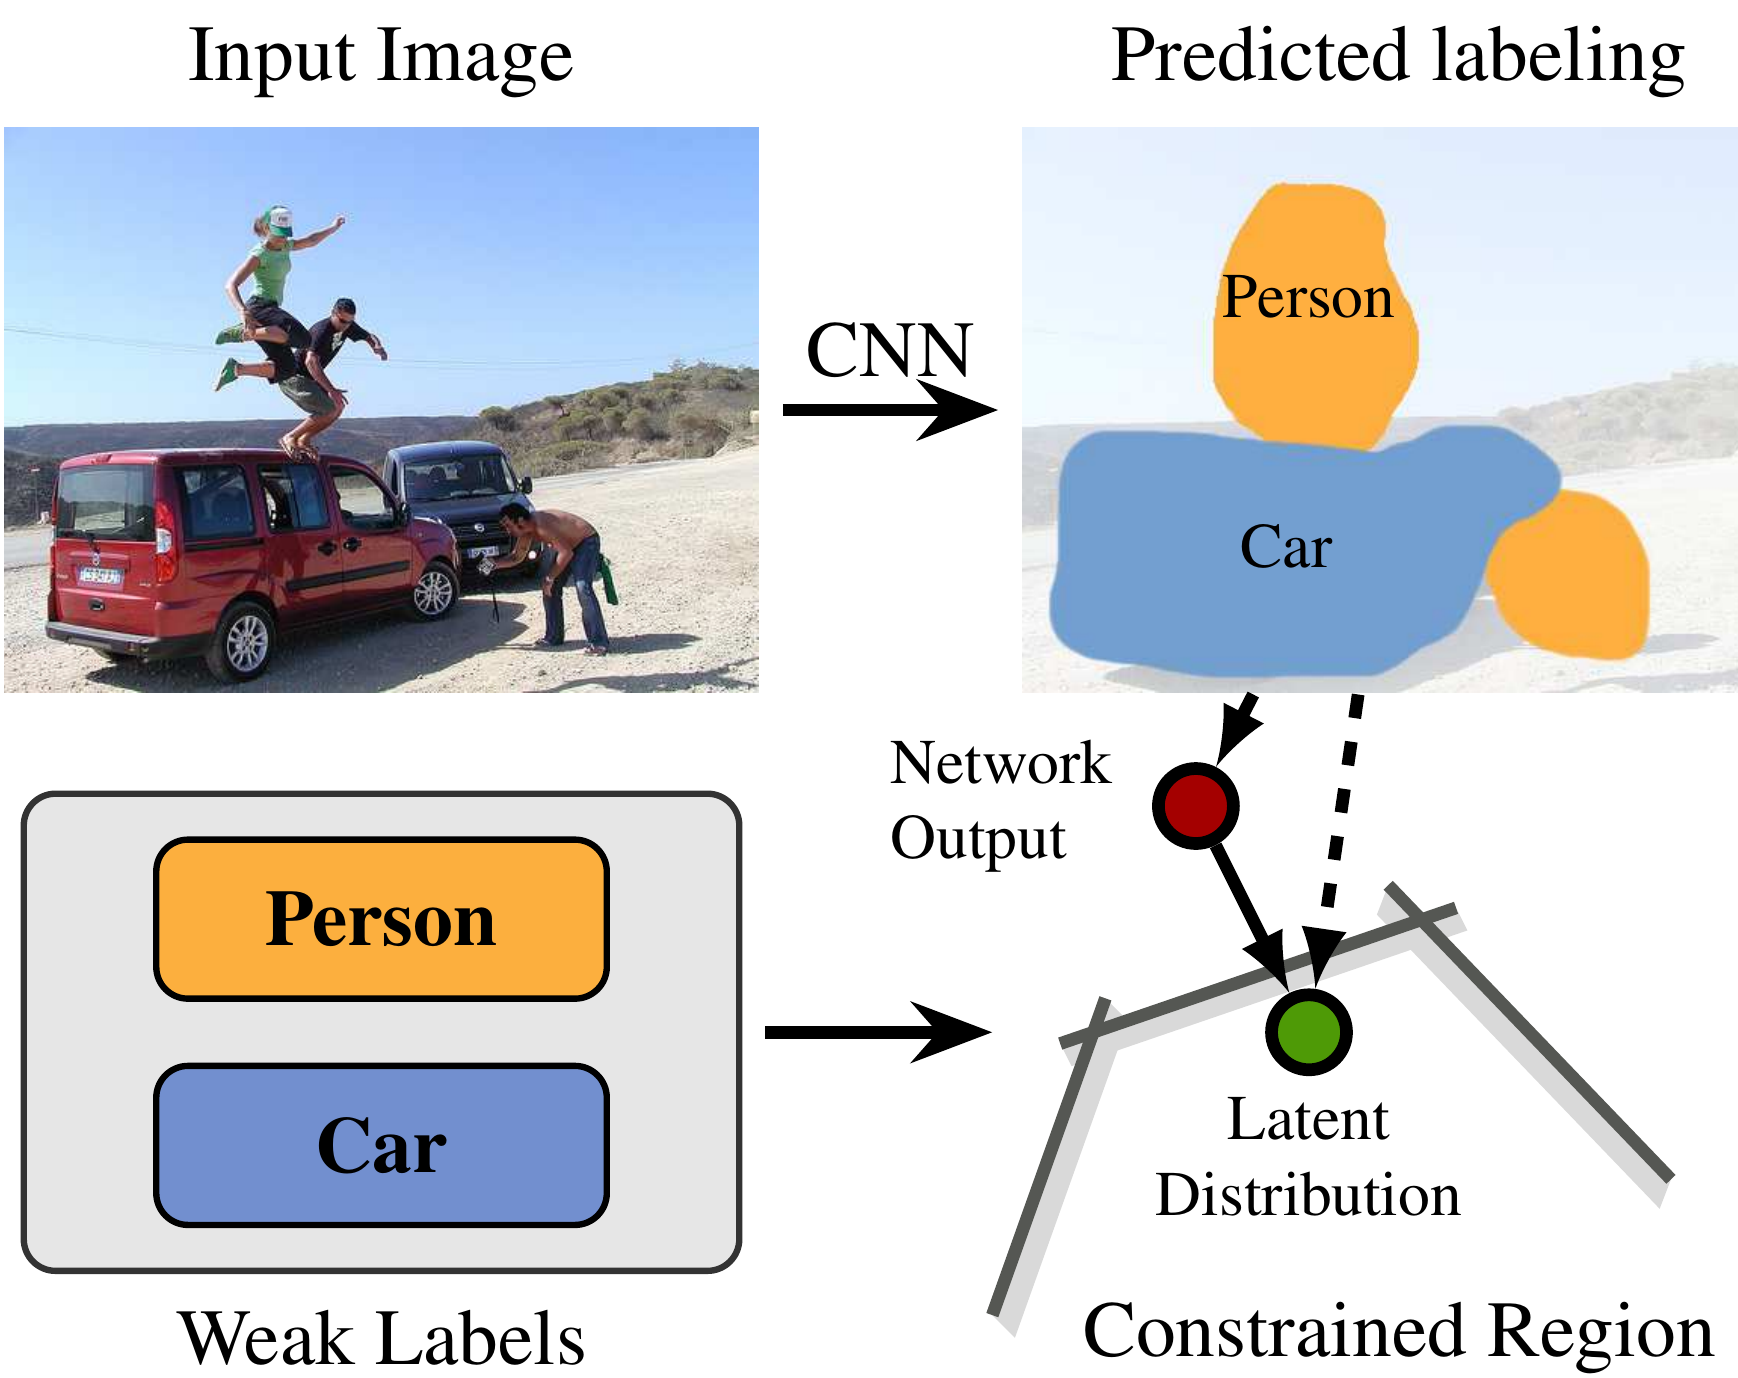 Input Image
Predicted labeling
CNN
Person
Car
Network
Output
Person
Car
Latent
Distribution
Weak Labels
Constrained Region